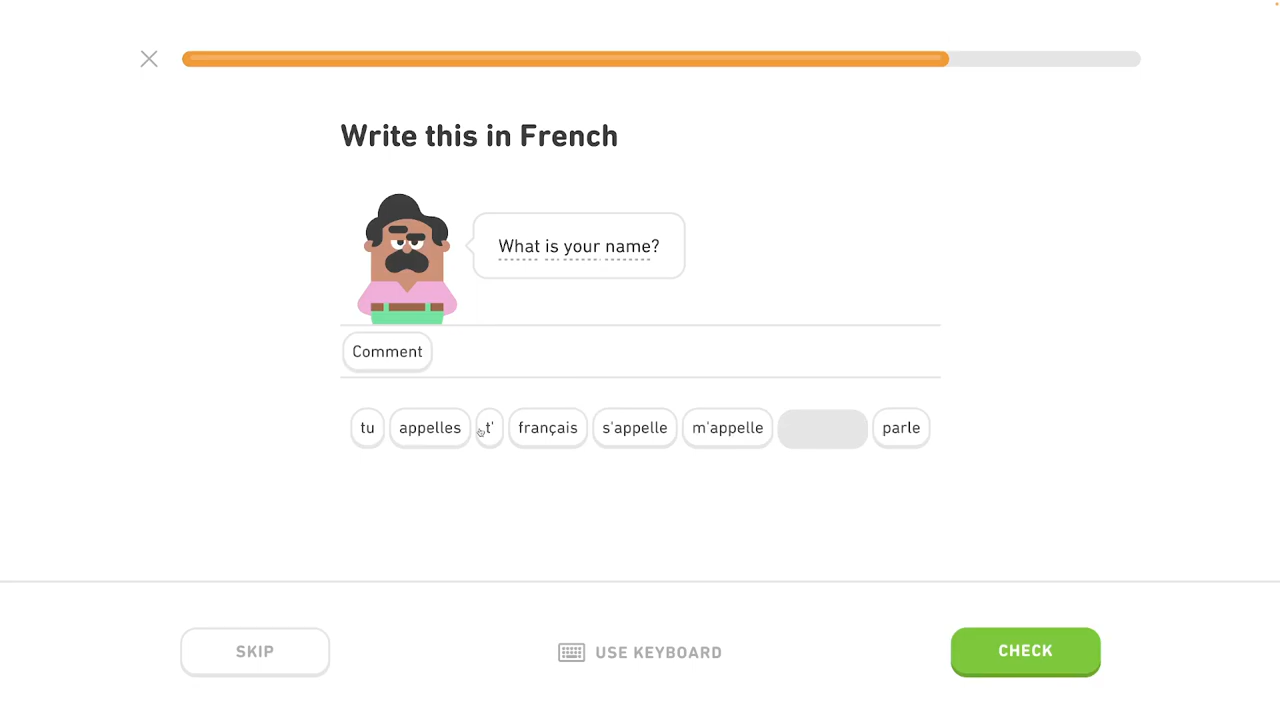 Write this in French
What is your name?
Comment
tu appelles t' français s'appelle m'appelle parle
SKIP USE KEYBOARD CHECK